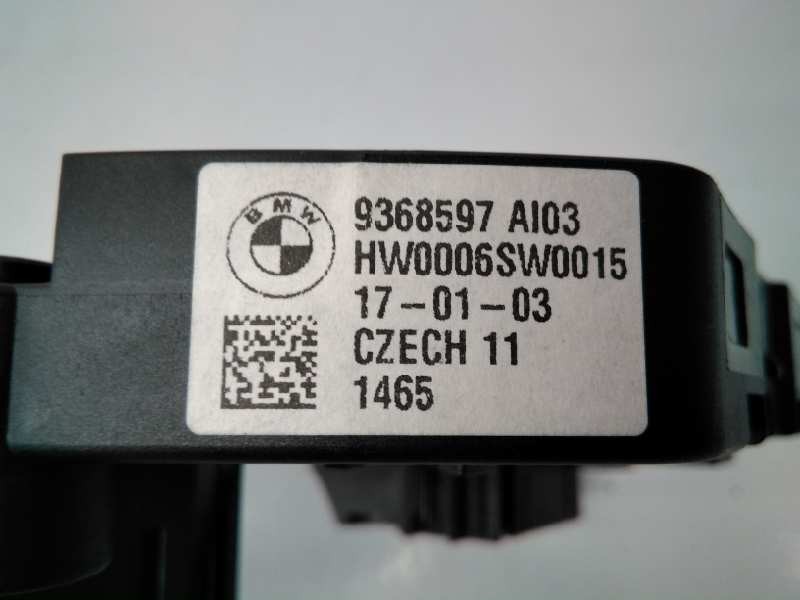 BMW
9368597 AI03
HW0006SW0015
17-01-03
CZECH 11
1465